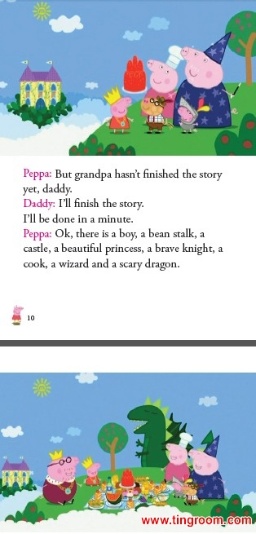 Peppa: But grandpa hasn't finished the story
yet, daddy.
Daddy: I'll finish the story.
I'll be done in a minute.
Peppa: Ok, there is a boy, a bean stalk, a
castle, a beautiful princess, a brave knight, a
cook, a wizard and a scary dragon.
10
www.tingroom.com